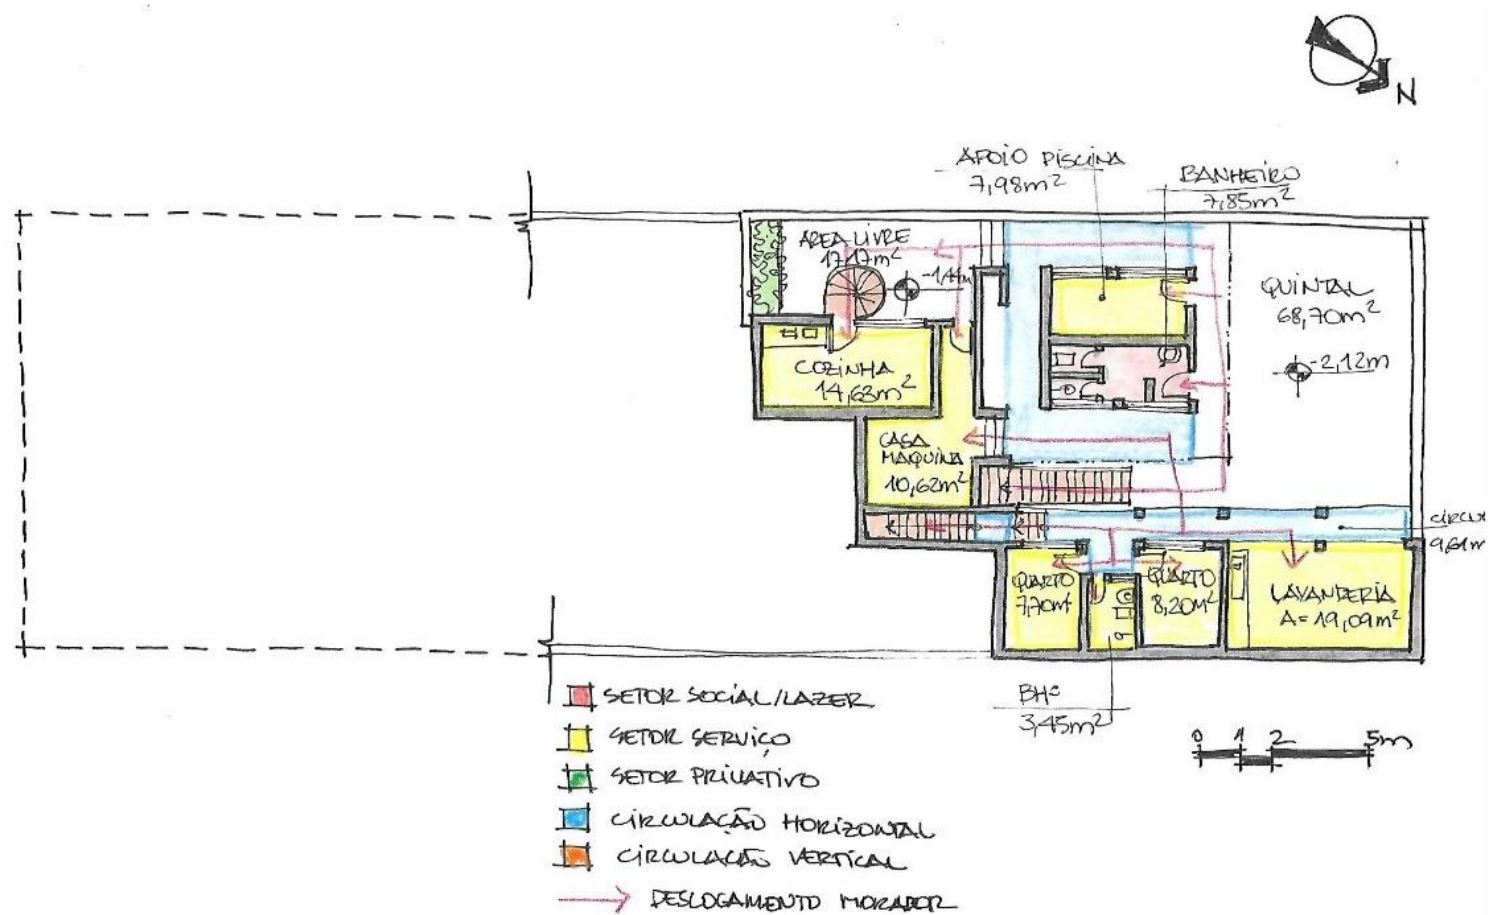 N
APOIO PISCINA
7,98m²
BANHEIRO
7,85m²
ÁREA LIVRE
17,17m²
-1,44m
QUINTAL
68,70m²
-2,12m
COZINHA
14,63m²
CASA
MAQUINA
10,62m²
CIRCU
9,61m
QUARTO
7,70m²
QUARTO
8,20m²
LAVANDERIA
A=19,09m²
BHº
3,45m²
0 1 2 5m
SETOR SOCIAL/LAZER
SETOR SERVIÇO
SETOR PRIVATIVO
CIRCULAÇÃO HORIZONTAL
CIRCULAÇÃO VERTICAL
DESLOCAMENTO MORADOR